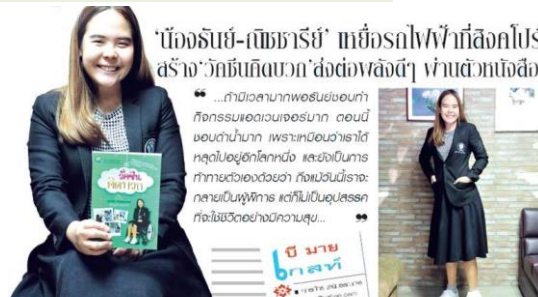 'น้องธันย์-ณิชชารีย์' เหยื่อรถไฟฟ้าที่สิงคโปร์
สร้าง'วัคซีนคิดบวก'ส่งต่อพลังดีๆ ผ่านตัวหนังสือ
“ ...ถ้ามีเวลามากพอธันย์ชอบทำ
กิจกรรมแอดเวนเจอร์มาก ตอนนี้
ชอบดำน้ำมาก เพราะเหมือนว่าเราได้
หลุดไปอยู่อีกโลกหนึ่ง และยังเป็นการ
ท้าทายตัวเองด้วยว่า ถึงแม้วันนี้เราจะ
กลายเป็นผู้พิการ แต่ก็ไม่เป็นอุปสรรค
ที่จะใช้ชีวิตอย่างมีความสุข... ”
วัคซีน
คิดบวก
บี มาย
เกสท์